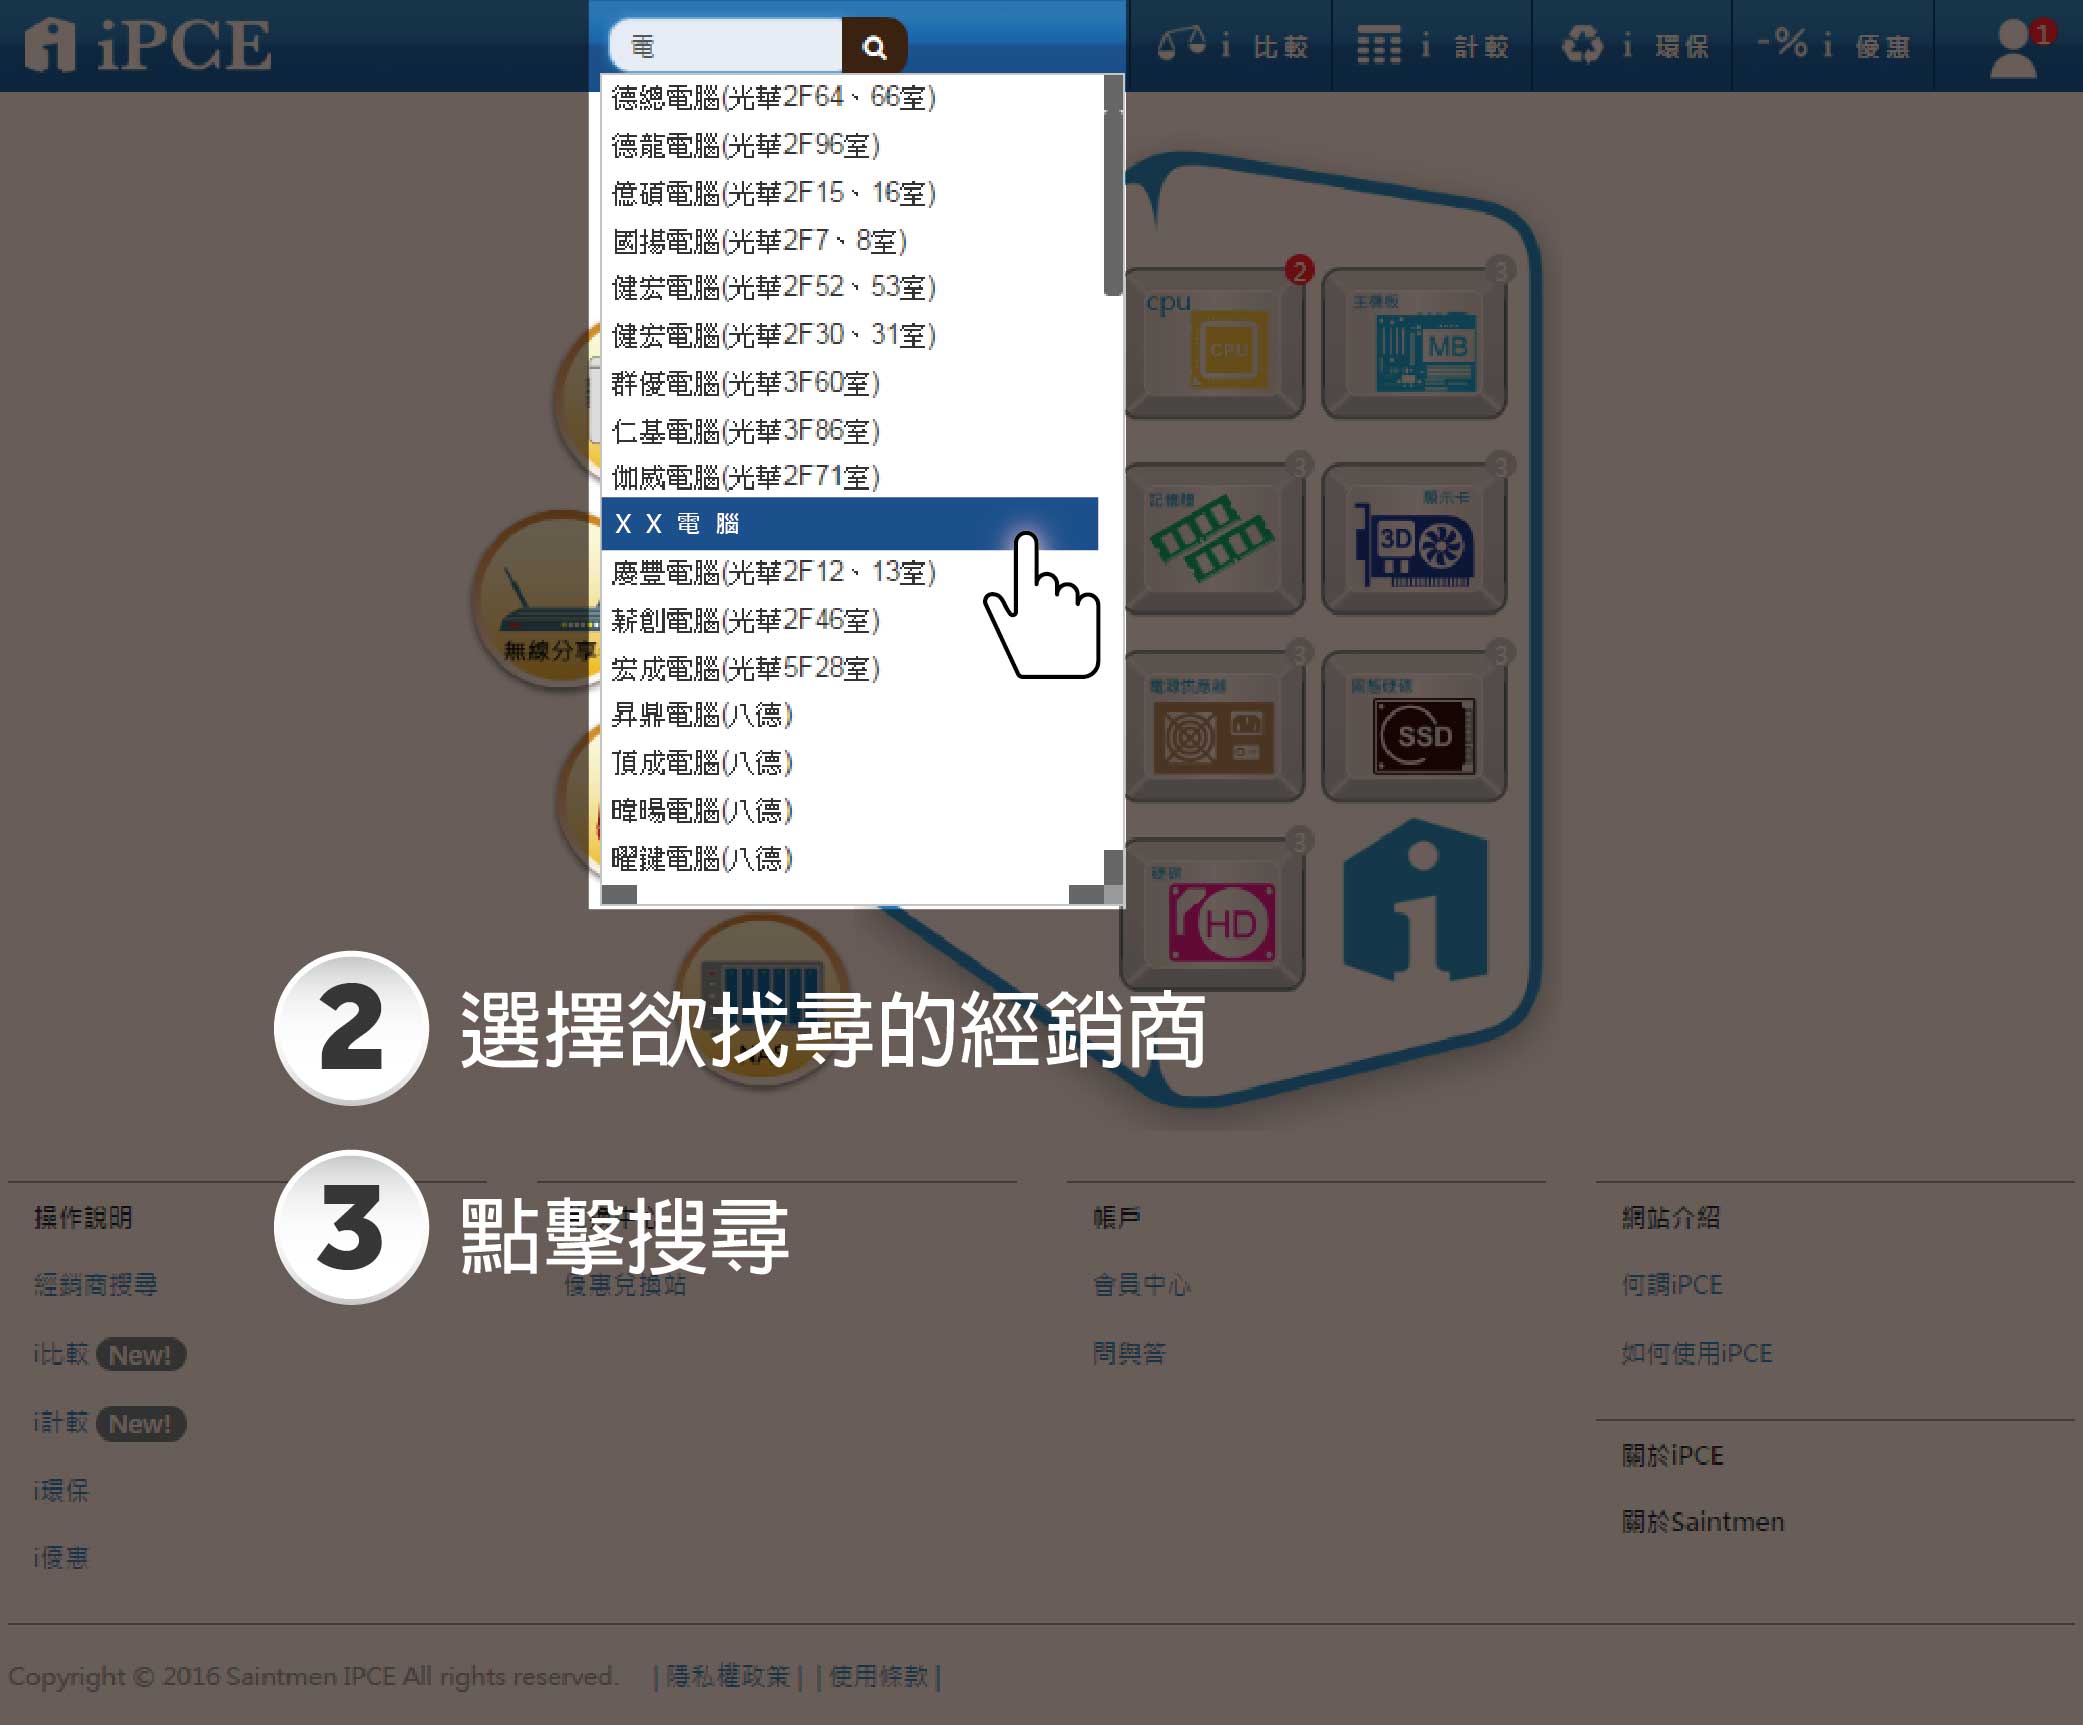 iPCE
電
i 比較
i 計較
i 環保
-% i 優惠
1
德總電腦(光華2F64、66室)
德龍電腦(光華2F96室)
億碩電腦(光華2F15、16室)
國揚電腦(光華2F7、8室)
健宏電腦(光華2F52、53室)
健宏電腦(光華2F30、31室)
群優電腦(光華3F60室)
仁基電腦(光華3F86室)
伽威電腦(光華2F71室)
X X 電 腦
慶豐電腦(光華2F12、13室)
薪創電腦(光華2F46室)
宏成電腦(光華5F28室)
昇鼎電腦(八德)
頂成電腦(八德)
暐暘電腦(八德)
曜鍵電腦(八德)
無線分享
cpu
CPU
2
主機板
MB
3
記憶體
3
顯示卡
3D
3
電源供應器
3
固態硬碟
SSD
3
硬碟
HD
3
2 選擇欲找尋的經銷商
3 點擊搜尋
操作說明
經銷商搜尋
i比較 New!
i計較 New!
i環保
i優惠
優惠兌換站
帳戶
會員中心
問與答
網站介紹
何謂iPCE
如何使用iPCE
關於iPCE
關於Saintmen
Copyright © 2016 Saintmen IPCE All rights reserved. | 隱私權政策 | | 使用條款 |